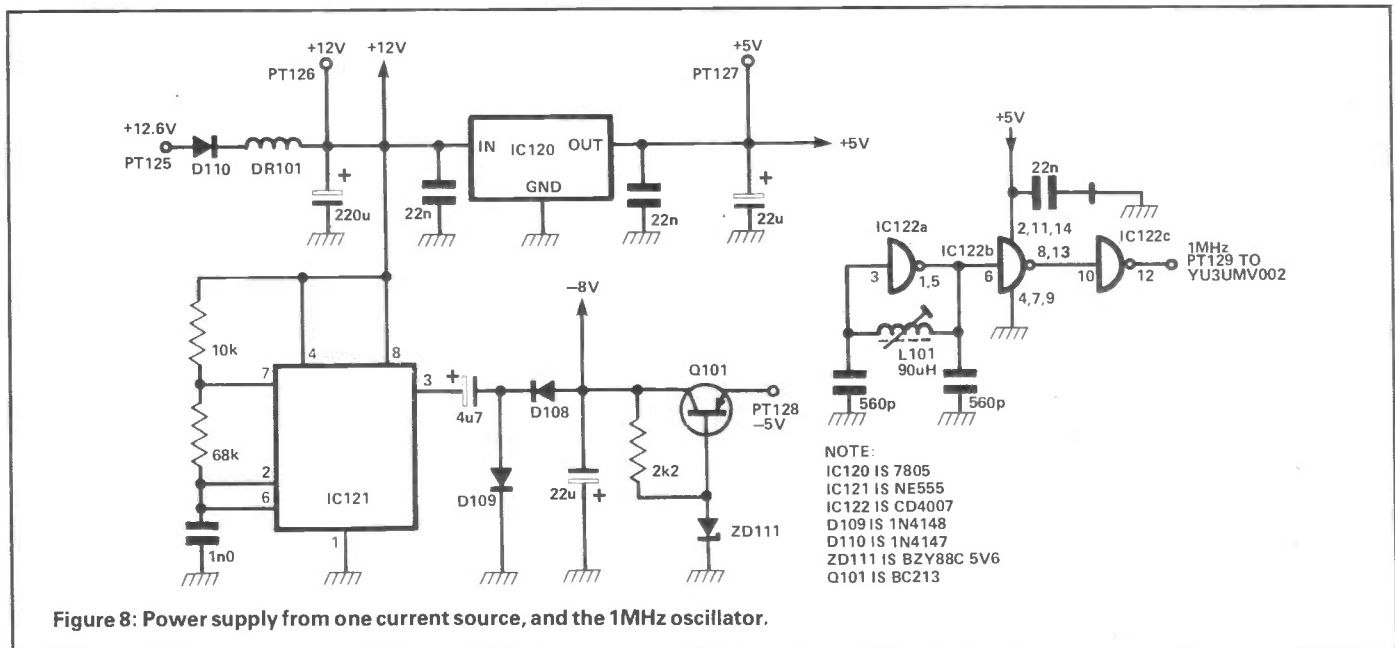 +12V
+12V
PT126
+5V
PT127
+12.6V
PT125
D110
DR101
+
220u
22n
IN
IC120
OUT
GND
22n
+
22u
+5V
10k
7
4
8
68k
2
6
IC121
3
1
1n0
+
4u7
D108
D109
–8V
22u
+
2k2
Q101
PT128
–5V
ZD111
+5V
22n
IC122a
3
1,5
IC122b
2,11,14
6
8,13
4,7,9
IC122c
10
12
1MHz
PT129 TO
YU3UMV002
L101
90uH
560p
560p
NOTE:
IC120 IS 7805
IC121 IS NE555
IC122 IS CD4007
D109 IS 1N4148
D110 IS 1N4147
ZD111 IS BZY88C 5V6
Q101 IS BC213
Figure 8: Power supply from one current source, and the 1MHz oscillator.